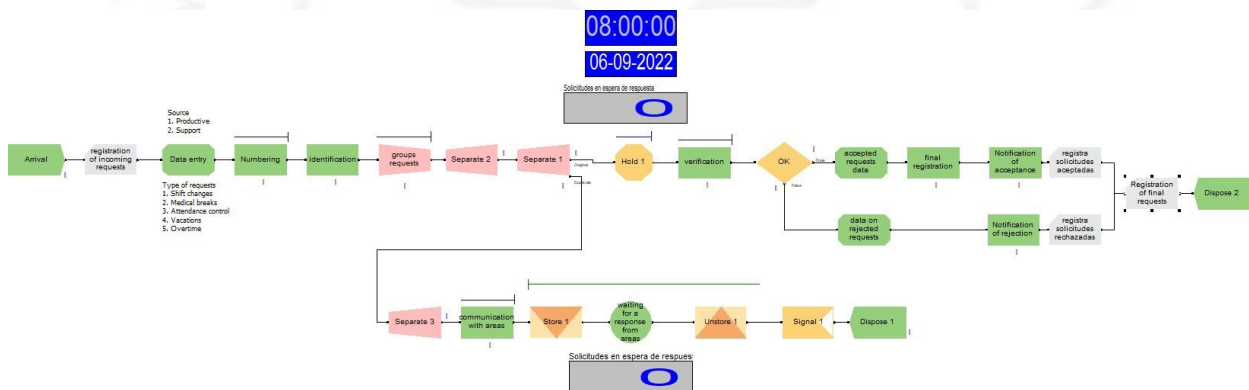 08:00:00
06-09-2022
Solicitudes en espera de respuesta
0
Source
1. Productive
2. Support
Arrival
registration
of incoming
requests
Data entry
Numbering
identification
groups
requests
Separate 2
Separate 1
Original
Duplicate
Hold 1
verification
OK
True
False
accepted
requests
data
final
registration
Notification
of
acceptance
registra
solicitudes
aceptadas
Registration
of final
requests
Dispose 2
Type of requests
1. Shift changes
2. Medical breaks
3. Attendance control
4. Vacations
5. Overtime
data on
rejected
requests
Notification
of rejection
registra
solicitudes
rechazadas
Separate 3
communication
with areas
Store 1
waiting
for a
response
from
areas
Unstore 1
Signal 1
Dispose 1
Solicitudes en espera de respues
0